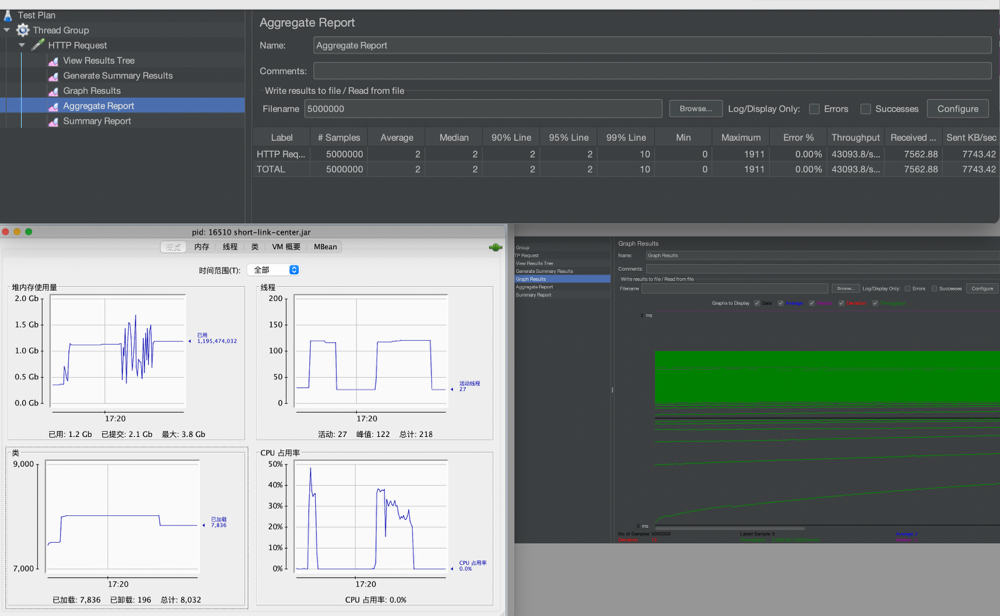 Test Plan
Thread Group
HTTP Request
View Results Tree
Generate Summary Results
Graph Results
Aggregate Report
Summary Report
Aggregate Report
Name: Aggregate Report
Comments:
Write results to file / Read from file
Filename 5000000 Browse... Log/Display Only: Errors Successes Configure
Label # Samples Average Median 90% Line 95% Line 99% Line Min Maximum Error % Throughput Received ... Sent KB/sec
HTTP Req... 5000000 2 2 2 2 10 0 1911 0.00% 43093.8/s... 7562.88 7743.42
TOTAL 5000000 2 2 2 2 10 0 1911 0.00% 43093.8/s... 7562.88 7743.42
pid: 16510 short-link-center.jar
内存 线程 类 VM 概要 MBean
时间范围(T): 全部
堆内存使用量
2.0 Gb
1.5 Gb
1.0 Gb
0.5 Gb
0.0 Gb
已用
1,195,474,032
17:20
已用: 1.2 Gb 已提交: 2.1 Gb 最大: 3.8 Gb
线程
200
150
100
50
0
活动线程
27
17:20
活动: 27 峰值: 122 总计: 218
类
9,000
7,000
已加载
7,836
17:20
已加载: 7,836 已卸载: 196 总计: 8,032
CPU 占用率
50%
40%
30%
20%
10%
0%
CPU 占用率
0.0%
17:20
CPU 占用率: 0.0%
Group
TP Request
View Results Tree
Generate Summary Results
Graph Results
Aggregate Report
Summary Report
Graph Results
Name: Graph Results
Comments:
Write results to file / Read from file
Filename Browse... Log/Display Only: Errors Successes Configure
Graphs to Display Data Average
2 ms
0 ms